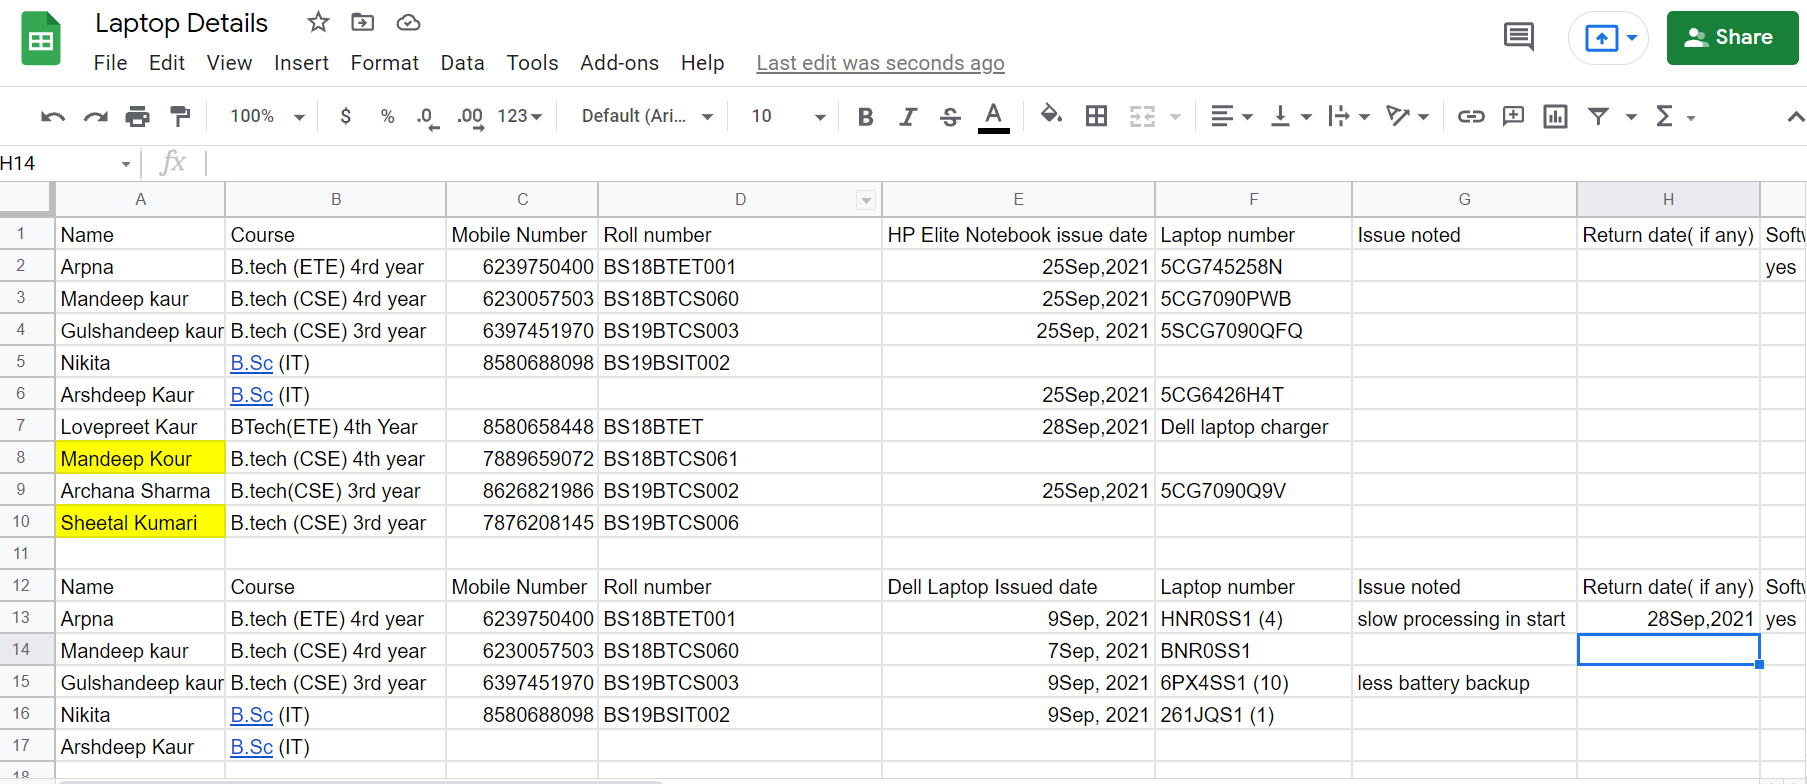 Laptop Details
File Edit View Insert Format Data Tools Add-ons Help Last edit was seconds ago
Share
100% $ % .0 .00 123 Default (Ari... 10 B I S A
H14 fx
A B C D E F G H
1 Name Course Mobile Number Roll number HP Elite Notebook issue date Laptop number Issue noted Return date( if any)
2 Arpna B.tech (ETE) 4rd year 6239750400 BS18BTET001 25Sep,2021 5CG745258N yes
3 Mandeep kaur B.tech (CSE) 4rd year 6230057503 BS18BTCS060 25Sep,2021 5CG7090PWB
4 Gulshandeep kaur B.tech (CSE) 3rd year 6397451970 BS19BTCS003 25Sep, 2021 5SCG7090QFQ
5 Nikita B.Sc (IT) 8580688098 BS19BSIT002
6 Arshdeep Kaur B.Sc (IT) 25Sep,2021 5CG6426H4T
7 Lovepreet Kaur BTech(ETE) 4th Year 8580658448 BS18BTET 28Sep,2021 Dell laptop charger
8 Mandeep Kour B.tech (CSE) 4th year 7889659072 BS18BTCS061
9 Archana Sharma B.tech(CSE) 3rd year 8626821986 BS19BTCS002 25Sep,2021 5CG7090Q9V
10 Sheetal Kumari B.tech (CSE) 3rd year 7876208145 BS19BTCS006
11
12 Name Course Mobile Number Roll number Dell Laptop Issued date Laptop number Issue noted Return date( if any)
13 Arpna B.tech (ETE) 4rd year 6239750400 BS18BTET001 9Sep, 2021 HNR0SS1 (4) slow processing in start 28Sep,2021 yes
14 Mandeep kaur B.tech (CSE) 4rd year 6230057503 BS18BTCS060 7Sep, 2021 BNR0SS1
15 Gulshandeep kaur B.tech (CSE) 3rd year 6397451970 BS19BTCS003 9Sep, 2021 6PX4SS1 (10) less battery backup
16 Nikita B.Sc (IT) 8580688098 BS19BSIT002 9Sep, 2021 261JQS1 (1)
17 Arshdeep Kaur B.Sc (IT)
18